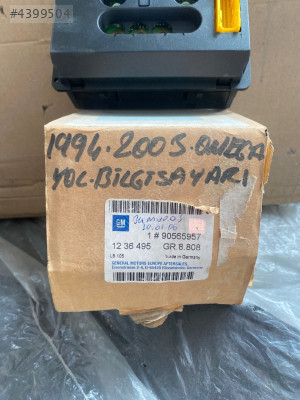 #4399504
1994.2005.OMEGA
YOL.BİLGİSAYARI
GM
1 # 90565957
12 36 495 GR.8.808
LB 105 Made in Germany
GENERAL MOTORS EUROPE AFTERSALES,